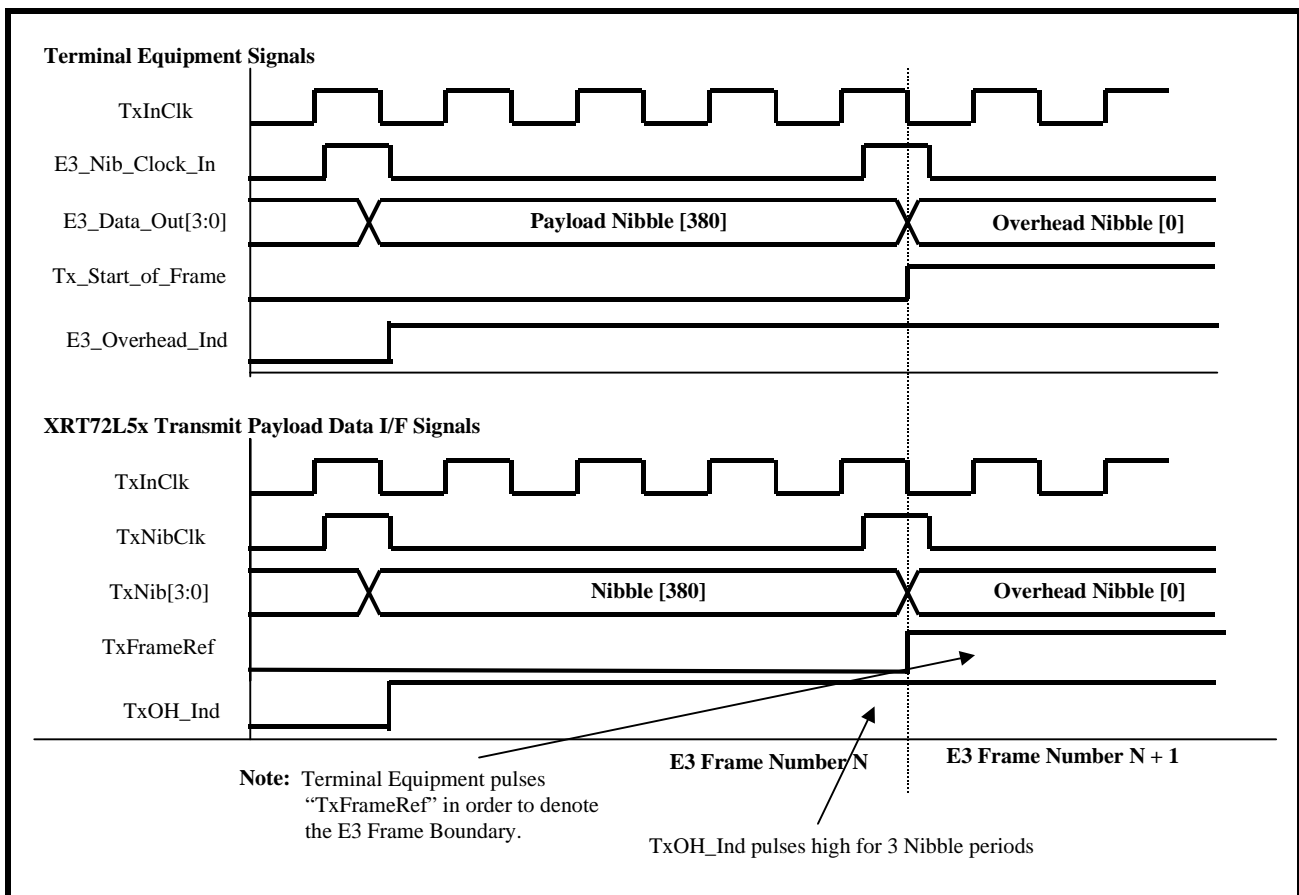 Terminal Equipment Signals
TxInClk
E3_Nib_Clock_In
E3_Data_Out[3:0]
Payload Nibble [380]
Overhead Nibble [0]
Tx_Start_of_Frame
E3_Overhead_Ind
XRT72L5x Transmit Payload Data I/F Signals
TxInClk
TxNibClk
TxNib[3:0]
Nibble [380]
Overhead Nibble [0]
TxFrameRef
TxOH_Ind
E3 Frame Number N
E3 Frame Number N + 1
Note: Terminal Equipment pulses
“TxFrameRef” in order to denote
the E3 Frame Boundary.
TxOH_Ind pulses high for 3 Nibble periods